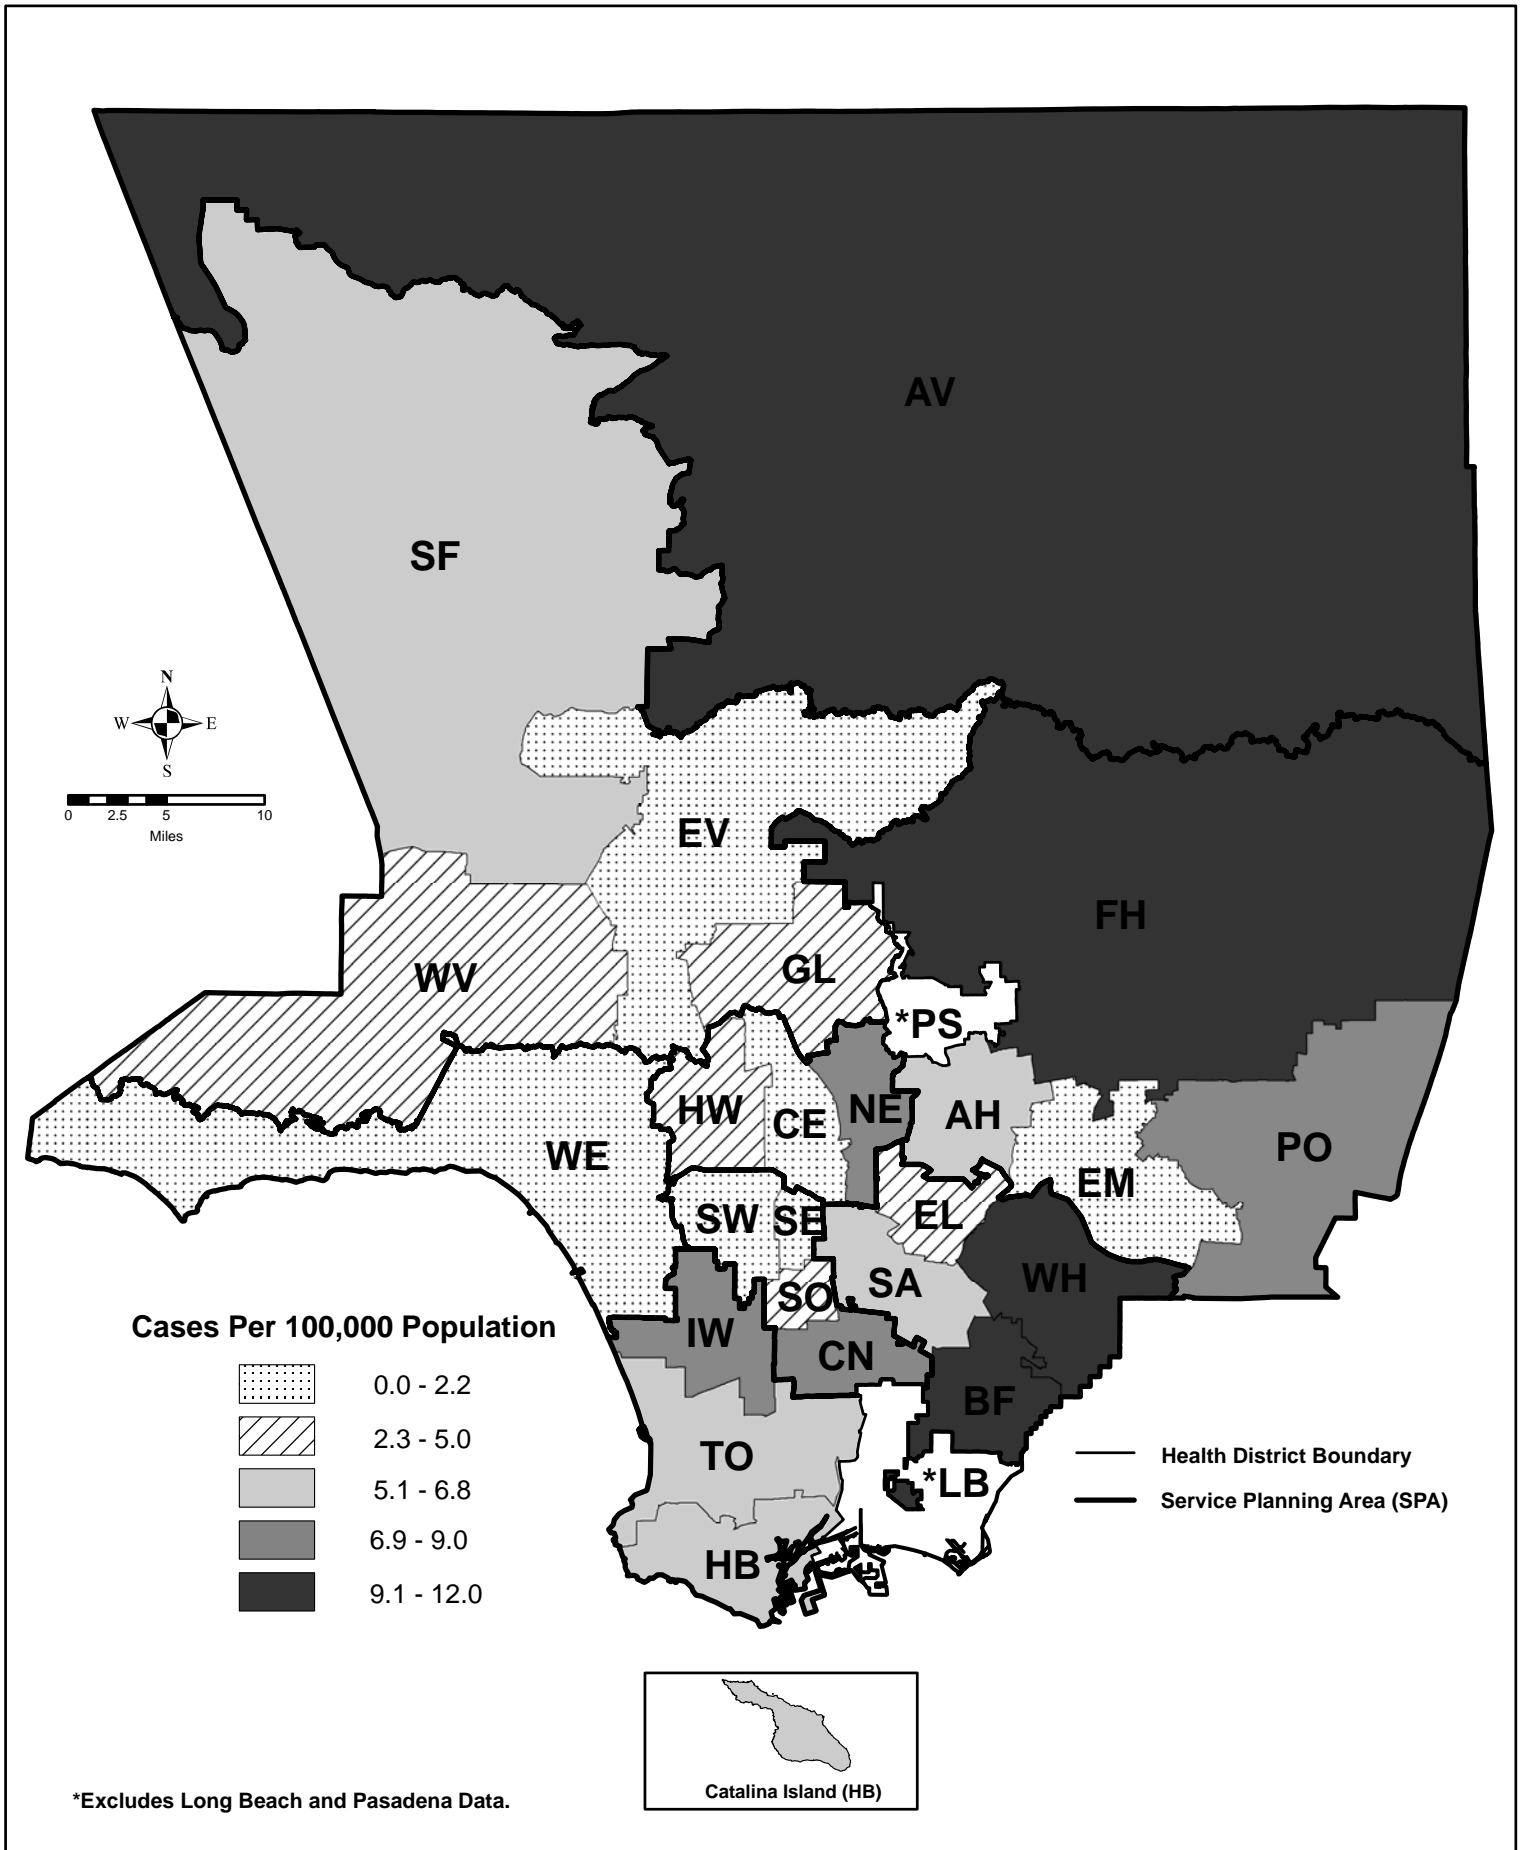 AV
SF
N
W E
S
0 2.5 5 10
Miles
EV
FH
WV
GL
*PS
HW
CE
NE
AH
PO
WE
EM
SW
SE
EL
SA
WH
SO
IW
CN
BF
TO
*LB
HB
Cases Per 100,000 Population
0.0 - 2.2
2.3 - 5.0
5.1 - 6.8
6.9 - 9.0
9.1 - 12.0
Health District Boundary
Service Planning Area (SPA)
Catalina Island (HB)
*Excludes Long Beach and Pasadena Data.